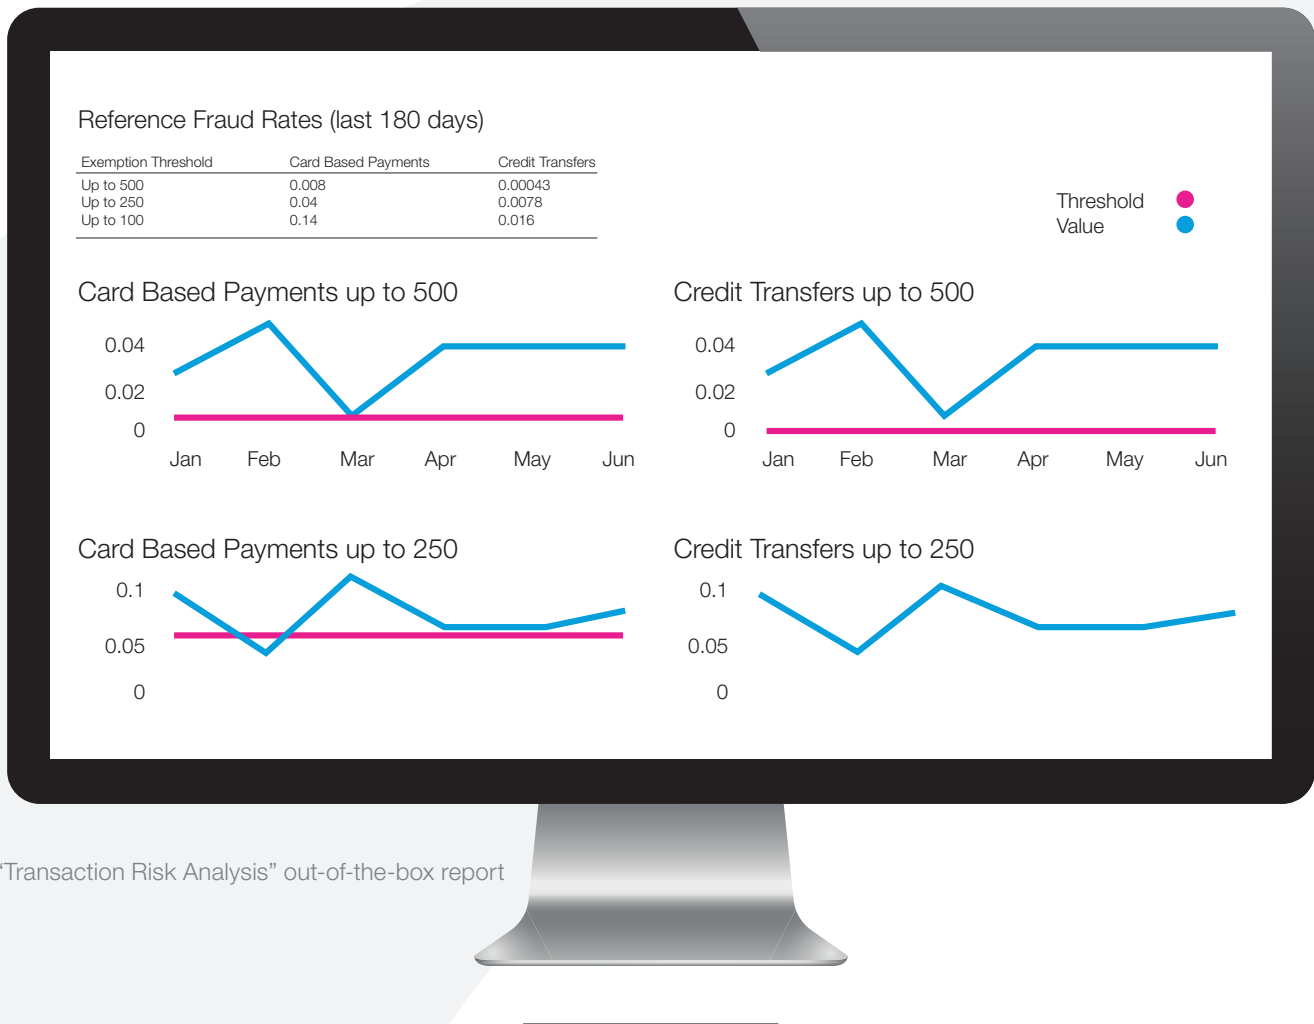 Reference Fraud Rates (last 180 days)
Exemption Threshold Card Based Payments Credit Transfers
Up to 500 0.008 0.00043
Up to 250 0.04 0.0078
Up to 100 0.14 0.016
Threshold
Value
Card Based Payments up to 500
0.04
0.02
0
Jan Feb Mar Apr May Jun
Credit Transfers up to 500
0.04
0.02
0
Jan Feb Mar Apr May Jun
Card Based Payments up to 250
0.1
0.05
0
Credit Transfers up to 250
0.1
0.05
0
“Transaction Risk Analysis” out-of-the-box report